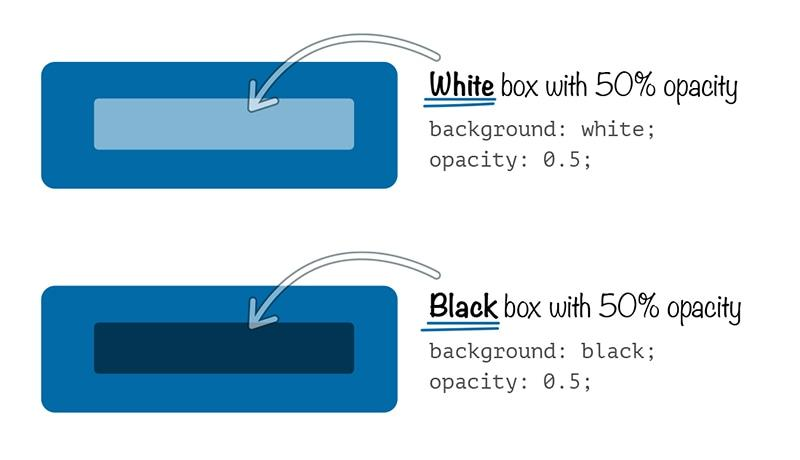 White box with 50% opacity
background: white;
opacity: 0.5;
Black box with 50% opacity
background: black;
opacity: 0.5;